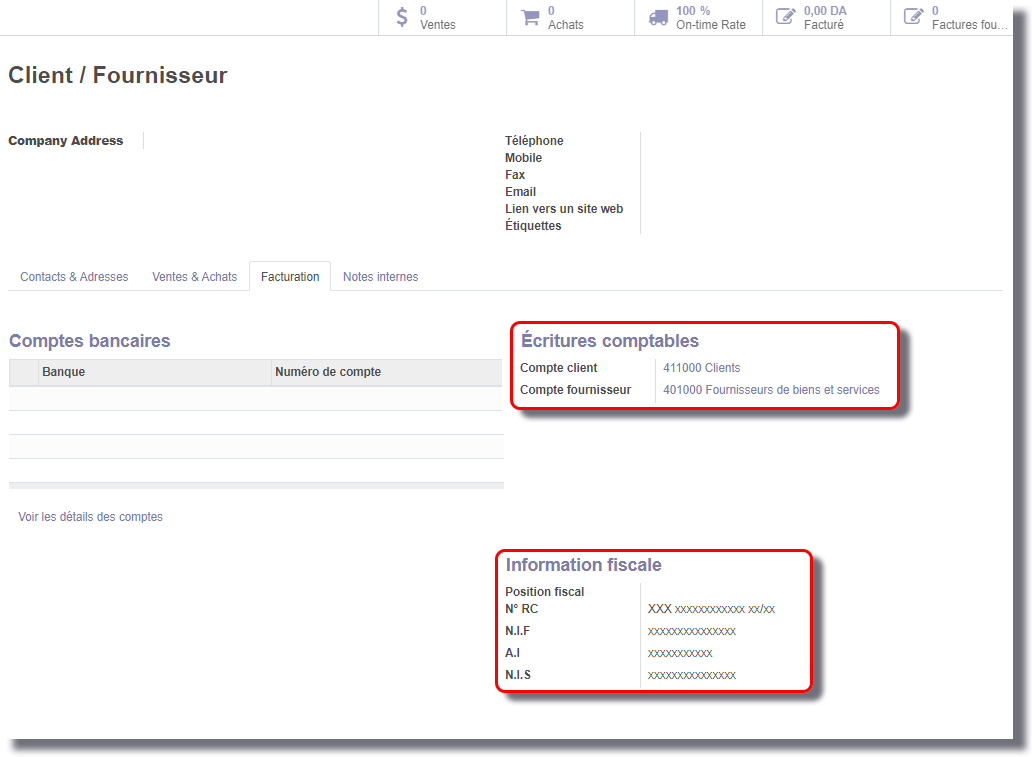 0
Ventes
0
Achats
100 %
On-time Rate
0,00 DA
Facturé
0
Factures fou...
Client / Fournisseur
Company Address
Téléphone
Mobile
Fax
Email
Lien vers un site web
Étiquettes
Contacts & Adresses
Ventes & Achats
Facturation
Notes internes
Comptes bancaires
Banque
Numéro de compte
Voir les détails des comptes
Écritures comptables
Compte client
411000 Clients
Compte fournisseur
401000 Fournisseurs de biens et services
Information fiscale
Position fiscal
N° RC
XXX xxxxxxxxxxxx xx/xx
N.I.F
xxxxxxxxxxxxxxx
A.I
xxxxxxxxxxx
N.I.S
xxxxxxxxxxxxxxx